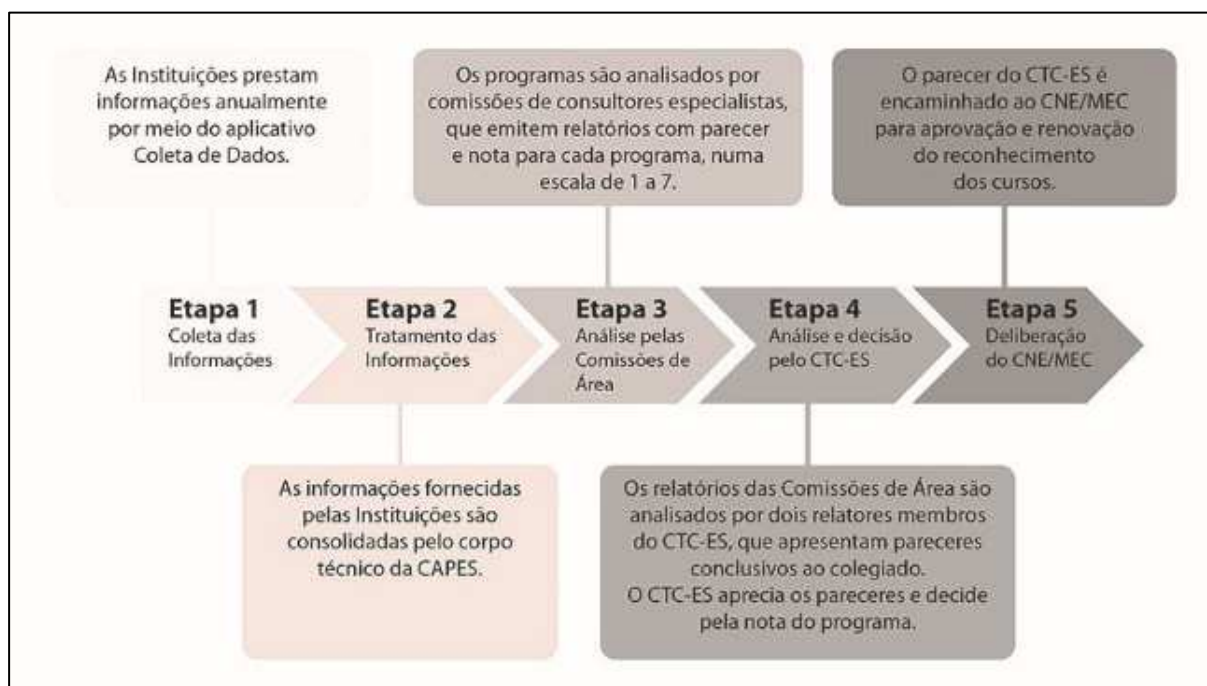 As Instituições prestam
informações anualmente
por meio do aplicativo
Coleta de Dados.
Os programas são analisados por
comissões de consultores especialistas,
que emitem relatórios com parecer
e nota para cada programa, numa
escala de 1 a 7.
O parecer do CTC-ES é
encaminhado ao CNE/MEC
para aprovação e renovação
do reconhecimento
dos cursos.
Etapa 1
Coleta das
Informações
Etapa 2
Tratamento das
Informações
Etapa 3
Análise pelas
Comissões de
Área
Etapa 4
Análise e decisão
pelo CTC-ES
Etapa 5
Deliberação
do CNE/MEC
As informações fornecidas
pelas Instituições são
consolidadas pelo corpo
técnico da CAPES.
Os relatórios das Comissões de Área são
analisados por dois relatores membros
do CTC-ES, que apresentam pareceres
conclusivos ao colegiado.
O CTC-ES aprecia os pareceres e decide
pela nota do programa.